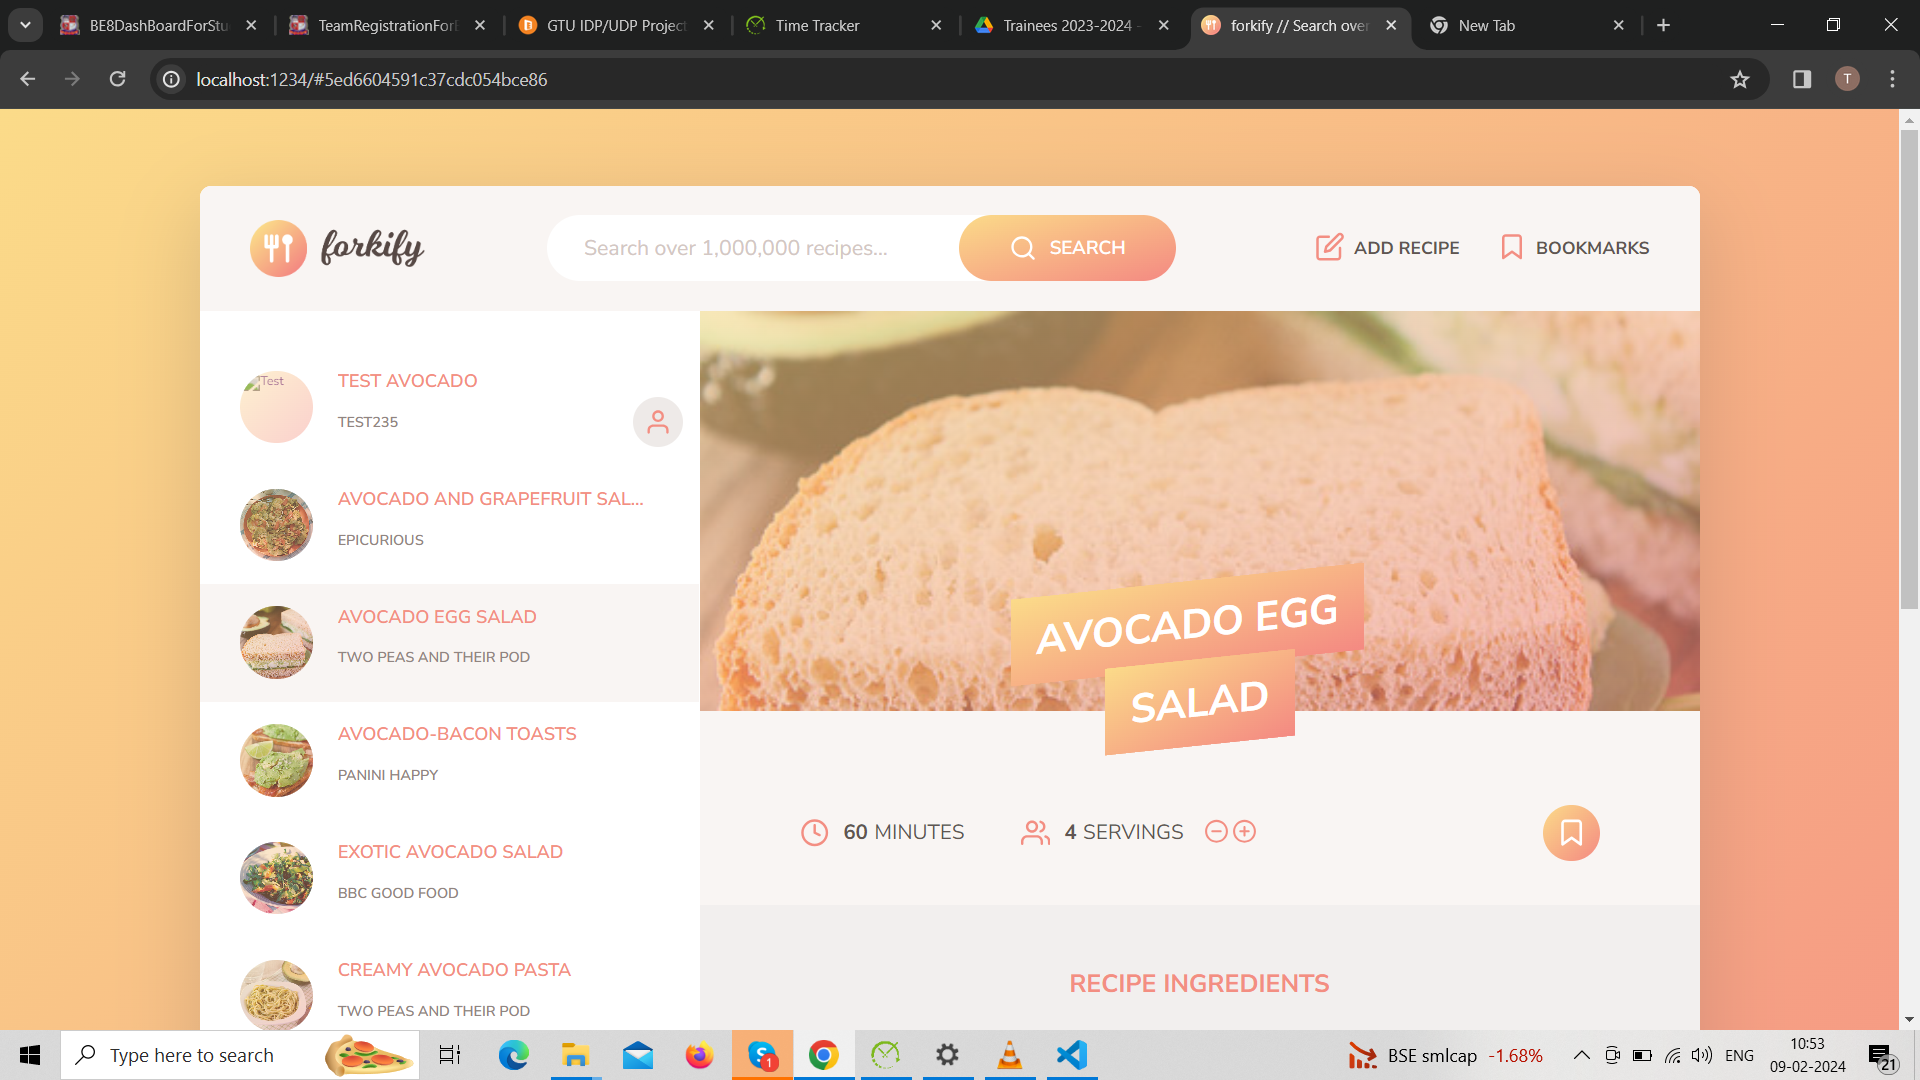 BE8DashBoardForStu
TeamRegistrationForI
GTU IDP/UDP Project
Time Tracker
Trainees 2023-2024 -
forkify // Search over
New Tab
localhost:1234/#5ed6604591c37cdc054bce86
T
forkify
Search over 1,000,000 recipes...
SEARCH
ADD RECIPE
BOOKMARKS
Test
TEST AVOCADO
TEST235
AVOCADO AND GRAPEFRUIT SAL...
EPICURIOUS
AVOCADO EGG SALAD
TWO PEAS AND THEIR POD
AVOCADO-BACON TOASTS
PANINI HAPPY
EXOTIC AVOCADO SALAD
BBC GOOD FOOD
CREAMY AVOCADO PASTA
TWO PEAS AND THEIR POD
AVOCADO EGG
SALAD
60 MINUTES
4 SERVINGS
RECIPE INGREDIENTS
Type here to search
1
BSE smlcap -1.68%
ENG
10:53
09-02-2024
21